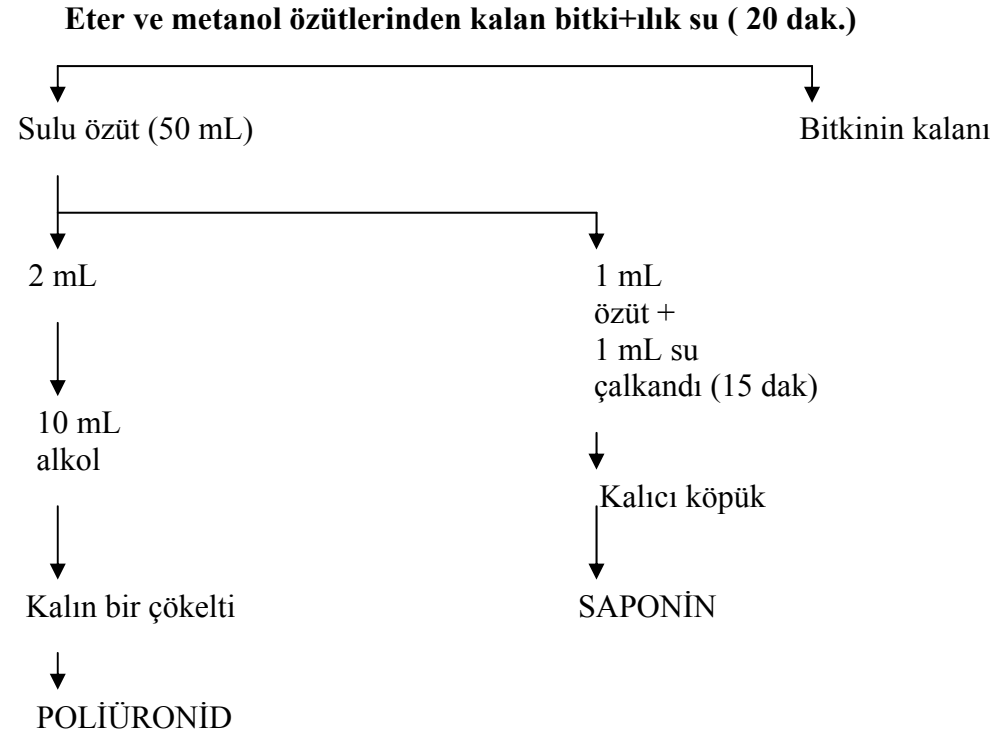 Eter ve metanol özütlerinden kalan bitki+ılık su ( 20 dak.)
Sulu özüt (50 mL)
Bitkinin kalanı
2 mL
10 mL
alkol
Kalın bir çökelti
POLİÜRONİD
1 mL
özüt +
1 mL su
çalkandı (15 dak)
Kalıcı köpük
SAPONİN